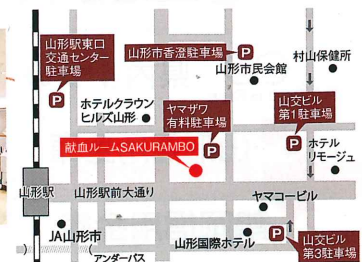 山形駅東口
交通センター
駐車場
P
山形市香澄駐車場
P
山形市民会館
村山保健所
ホテルクラウン
ヒルズ山形
ヤマザワ
有料駐車場
P
山交ビル
第1駐車場
P
献血ルームSAKURAMBO
ホテル
リモージュ
山形駅
山形駅前大通り
ヤマコービル
JA山形市
山形国際ホテル
P
山交ビル
第3駐車場
アンダーパス